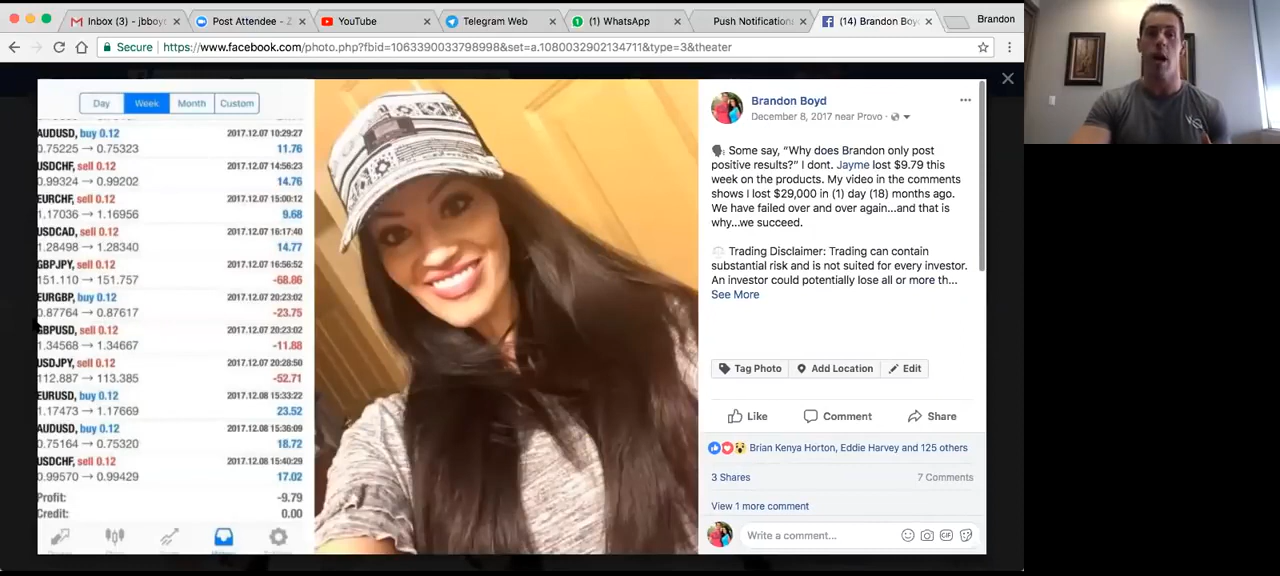 Inbox (3) - jbboy
Post Attendee - Z
YouTube
Telegram Web
(1) WhatsApp
Push Notification
(14) Brandon Boy
Brandon
Secure
https://www.facebook.com/photo.php?fbid=1063390033798998&set=a.1080032902134711&type=3&theater
Day Week Month Custom
AUDUSD, buy 0.12 2017.12.07 10:29:27
0.75225 → 0.75323 11.76
USDCHF, sell 0.12 2017.12.07 14:56:23
0.99324 → 0.99202 14.76
EURCHF, sell 0.12 2017.12.07 15:00:12
1.17036 → 1.16956 9.68
USDCAD, sell 0.12 2017.12.07 16:17:40
1.28498 → 1.28340 14.77
GBPJPY, sell 0.12 2017.12.07 16:56:52
151.110 → 151.757 -68.86
EURGBP, buy 0.12 2017.12.07 20:23:02
0.87764 → 0.87617 -23.75
GBPUSD, sell 0.12 2017.12.07 20:23:02
1.34568 → 1.34667 -11.88
USDJPY, sell 0.12 2017.12.07 20:28:50
112.887 → 113.385 -52.71
EURUSD, buy 0.12 2017.12.08 15:33:22
1.17473 → 1.17669 23.52
AUDUSD, buy 0.12 2017.12.08 15:36:09
0.75164 → 0.75320 18.72
USDCHF, sell 0.12 2017.12.08 15:40:29
0.99570 → 0.99429 17.02
Profit: -9.79
Credit: 0.00
Brandon Boyd
December 8, 2017 near Provo
Some say, “Why does Brandon only post
positive results?” I dont. Jayme lost $9.79 this
week on the products. My video in the comments
shows I lost $29,000 in (1) day (18) months ago.
We have failed over and over again...and that is
why...we succeed.
Trading Disclaimer: Trading can contain
substantial risk and is not suited for every investor.
An investor could potentially lose all or more th...
See More
Tag Photo Add Location Edit
Like Comment Share
Brian Kenya Horton, Eddie Harvey and 125 others
3 Shares 7 Comments
View 1 more comment
Write a comment...
GIF